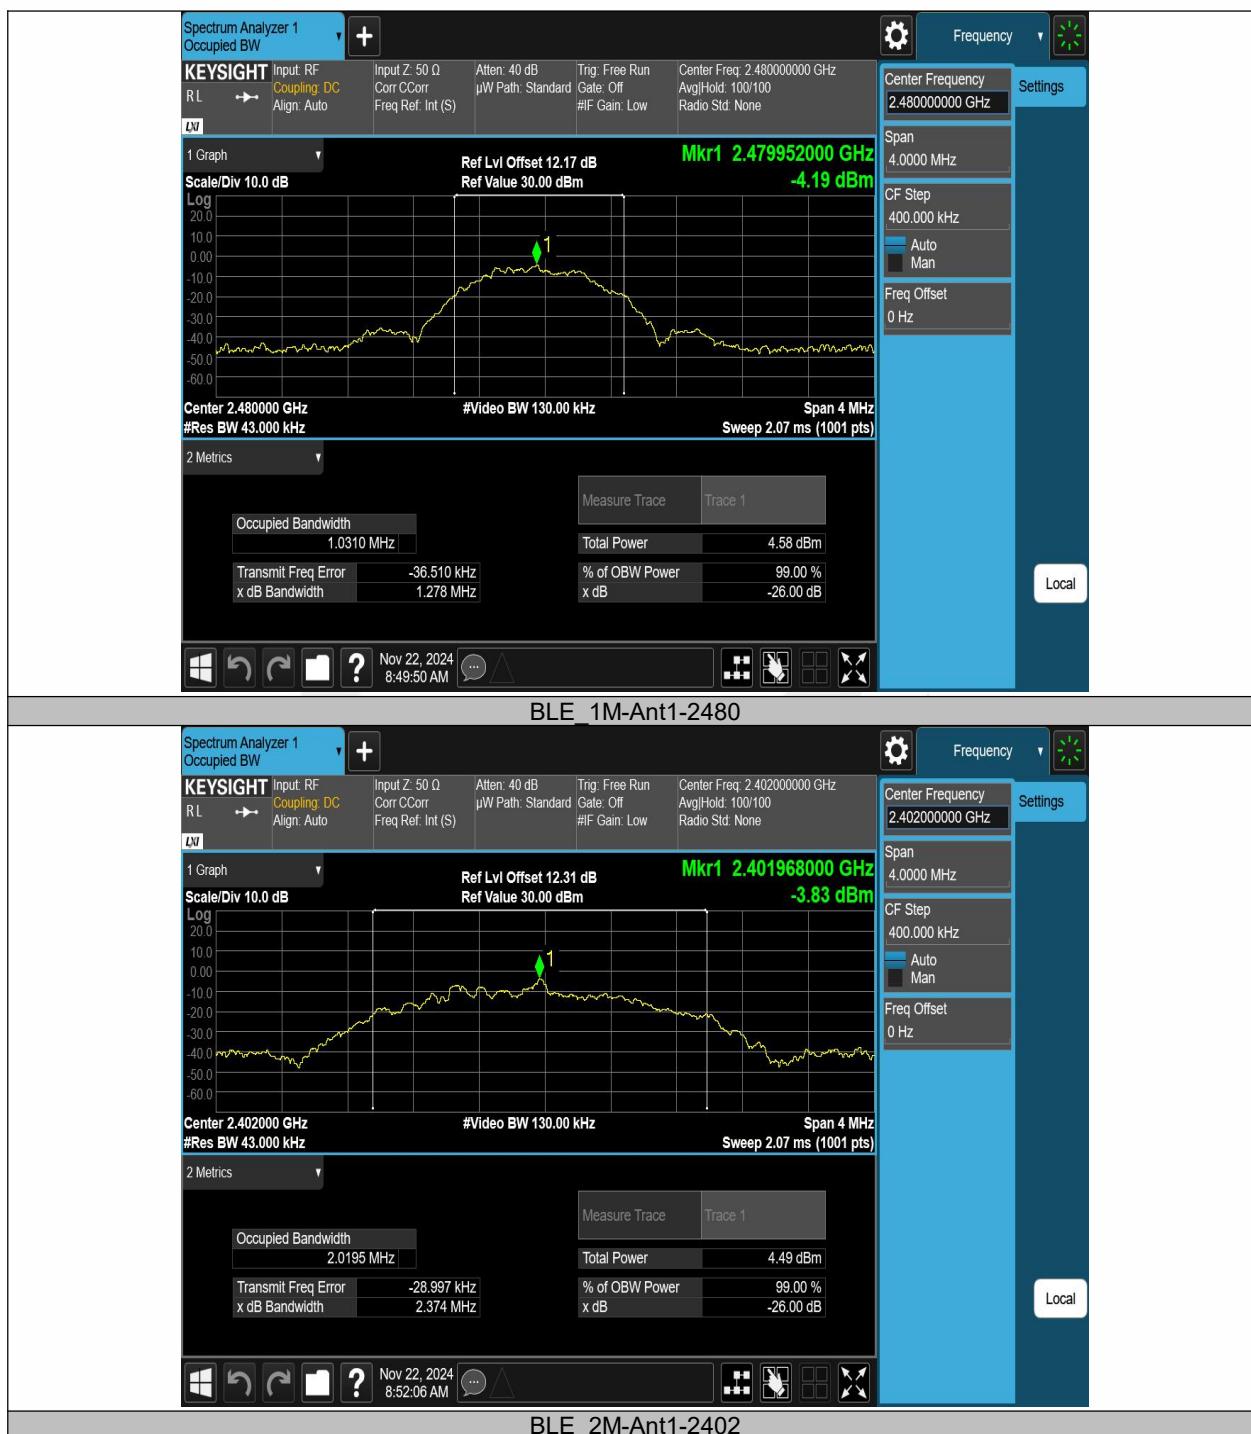 Spectrum Analyzer 1
Occupied BW
Frequency
KEYSIGHT
R L
LXI
Input: RF
Coupling: DC
Align: Auto
Input Z: 50 Ω
Corr CCorr
Freq Ref: Int (S)
Atten: 40 dB
µW Path: Standard
Trig: Free Run
Gate: Off
#IF Gain: Low
Center Freq: 2.480000000 GHz
Avg|Hold: 100/100
Radio Std: None
Center Frequency
2.480000000 GHz
Settings
Span
4.0000 MHz
CF Step
400.000 kHz
Auto
Man
Freq Offset
0 Hz
Local
1 Graph
Scale/Div 10.0 dB
Ref Lvl Offset 12.17 dB
Ref Value 30.00 dBm
Mkr1 2.479952000 GHz
-4.19 dBm
Log
20.0
10.0
0.00
-10.0
-20.0
-30.0
-40.0
-50.0
-60.0
1
Center 2.480000 GHz
#Video BW 130.00 kHz
Span 4 MHz
#Res BW 43.000 kHz
Sweep 2.07 ms (1001 pts)
2 Metrics
Measure Trace Trace 1
Occupied Bandwidth
1.0310 MHz
Total Power 4.58 dBm
Transmit Freq Error -36.510 kHz
% of OBW Power 99.00 %
x dB Bandwidth 1.278 MHz
x dB -26.00 dB
?
Nov 22, 2024
8:49:50 AM
BLE_1M-Ant1-2480
Spectrum Analyzer 1
Occupied BW
Frequency
KEYSIGHT
R L
LXI
Input: RF
Coupling: DC
Align: Auto
Input Z: 50 Ω
Corr CCorr
Freq Ref: Int (S)
Atten: 40 dB
µW Path: Standard
Trig: Free Run
Gate: Off
#IF Gain: Low
Center Freq: 2.402000000 GHz
Avg|Hold: 100/100
Radio Std: None
Center Frequency
2.402000000 GHz
Settings
Span
4.0000 MHz
CF Step
400.000 kHz
Auto
Man
Freq Offset
0 Hz
Local
1 Graph
Scale/Div 10.0 dB
Ref Lvl Offset 12.31 dB
Ref Value 30.00 dBm
Mkr1 2.401968000 GHz
-3.83 dBm
Log
20.0
10.0
0.00
-10.0
-20.0
-30.0
-40.0
-50.0
-60.0
1
Center 2.402000 GHz
#Video BW 130.00 kHz
Span 4 MHz
#Res BW 43.000 kHz
Sweep 2.07 ms (1001 pts)
2 Metrics
Measure Trace Trace 1
Occupied Bandwidth
2.0195 MHz
Total Power 4.49 dBm
Transmit Freq Error -28.997 kHz
% of OBW Power 99.00 %
x dB Bandwidth 2.374 MHz
x dB -26.00 dB
?
Nov 22, 2024
8:52:06 AM
BLE_2M-Ant1-2402